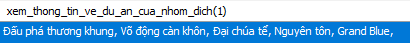 xem_thong_tin_ve_du_an_cua_nhom_dich(1)
Đấu phá thương khung, Võ động càn khôn, Đại chúa tể, Nguyên tôn, Grand Blue,